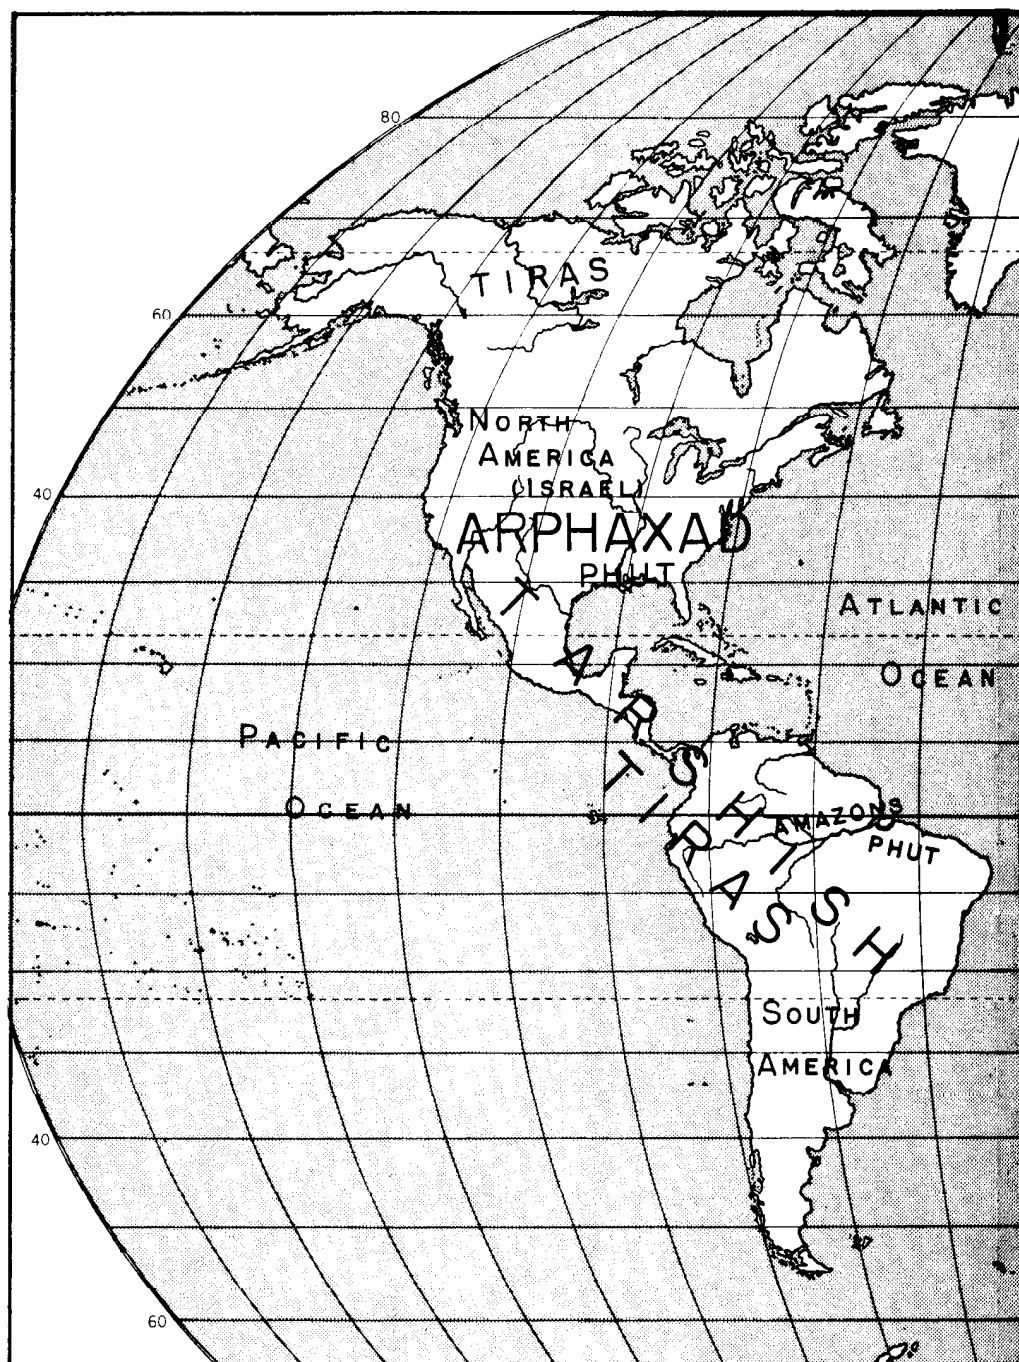 80
TIRAS
60
NORTH
AMERICA
(ISRAEL)
40
ARPHAXAD
PHUT
ATLANTIC
OCEAN
TARSHISH
PACIFIC
OCEAN
TIRAS
AMAZONS
PHUT
SOUTH
AMERICA
40
60